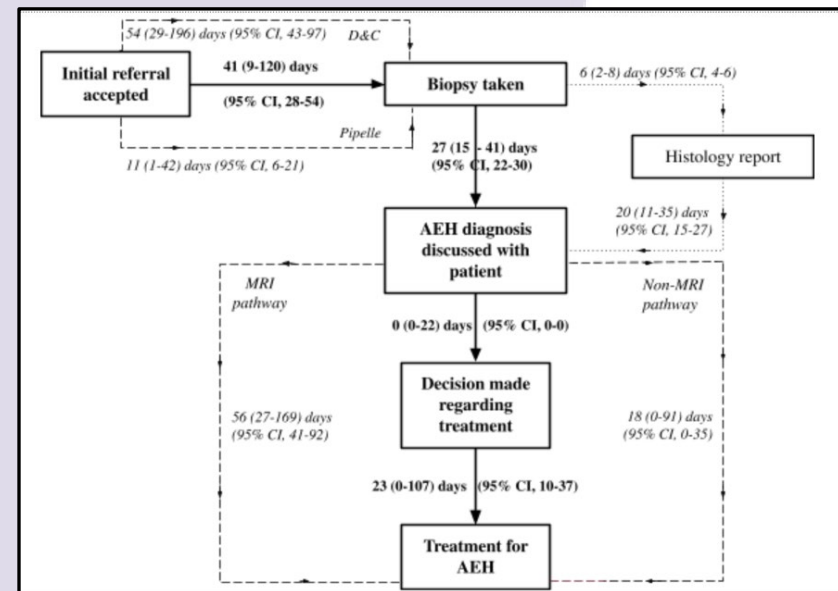 54 (29-196) days (95% CI, 43-97) D&C
Initial referral
accepted
41 (9-120) days
(95% CI, 28-54)
Biopsy taken
6 (2-8) days (95% CI, 4-6)
Pipelle
11 (1-42) days (95% CI, 6-21)
27 (15 - 41) days
(95% CI, 22-30)
Histology report
20 (11-35) days
(95% CI, 15-27)
AEH diagnosis
discussed with
patient
MRI
pathway
Non-MRI
pathway
0 (0-22) days (95% CI, 0-0)
Decision made
regarding
treatment
56 (27-169) days
(95% CI, 41-92)
18 (0-91) days
(95% CI, 0-35)
23 (0-107) days (95% CI, 10-37)
Treatment for
AEH